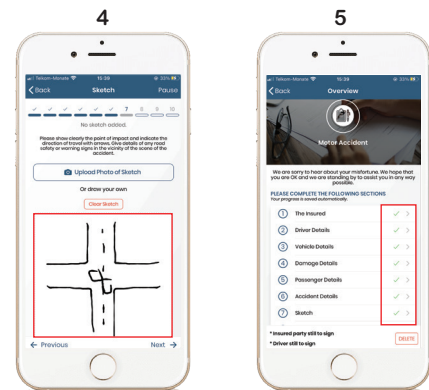 4
Telkom-Monate 15:39 33%
Back Sketch Pause
7 8 9 10
No sketch added.
Please show clearly the point of impact and indicate the
direction of travel with arrows. Give details of any road
safety or warning signs in the vicinity of the scene of the
accident.
Upload Photo of Sketch
Or draw your own
Clear Sketch
← Previous Next →
5
Telkom-Monate 15:39 33%
Back Overview
Motor Accident
We are sorry to hear about your misfortune. We hope that
you are OK and we are standing by to assist you in any way
possible.
PLEASE COMPLETE THE FOLLOWING SECTIONS
Your progress is saved automatically.
1 The Insured
2 Driver Details
3 Vehicle Details
4 Damage Details
5 Passenger Details
6 Accident Details
7 Sketch
* Insured party still to sign
* Driver still to sign
DELETE